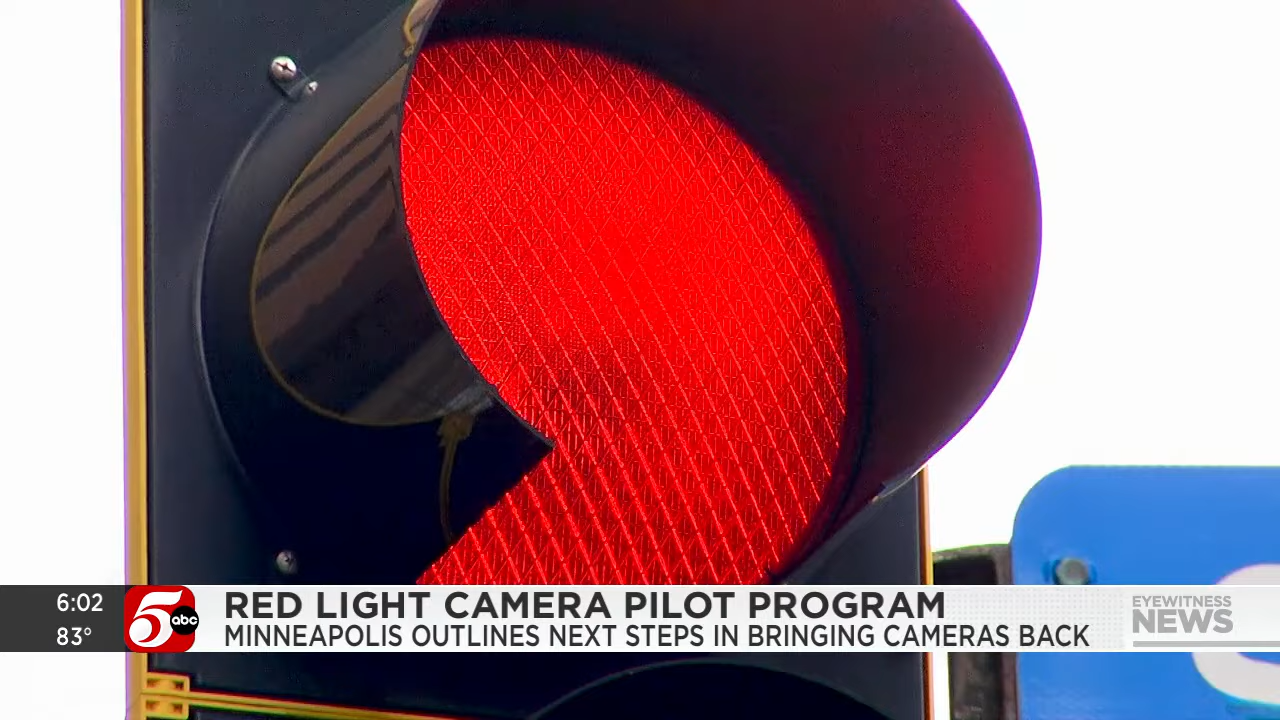 6:02
83°
5 abc
RED LIGHT CAMERA PILOT PROGRAM
MINNEAPOLIS OUTLINES NEXT STEPS IN BRINGING CAMERAS BACK
EYEWITNESS
NEWS